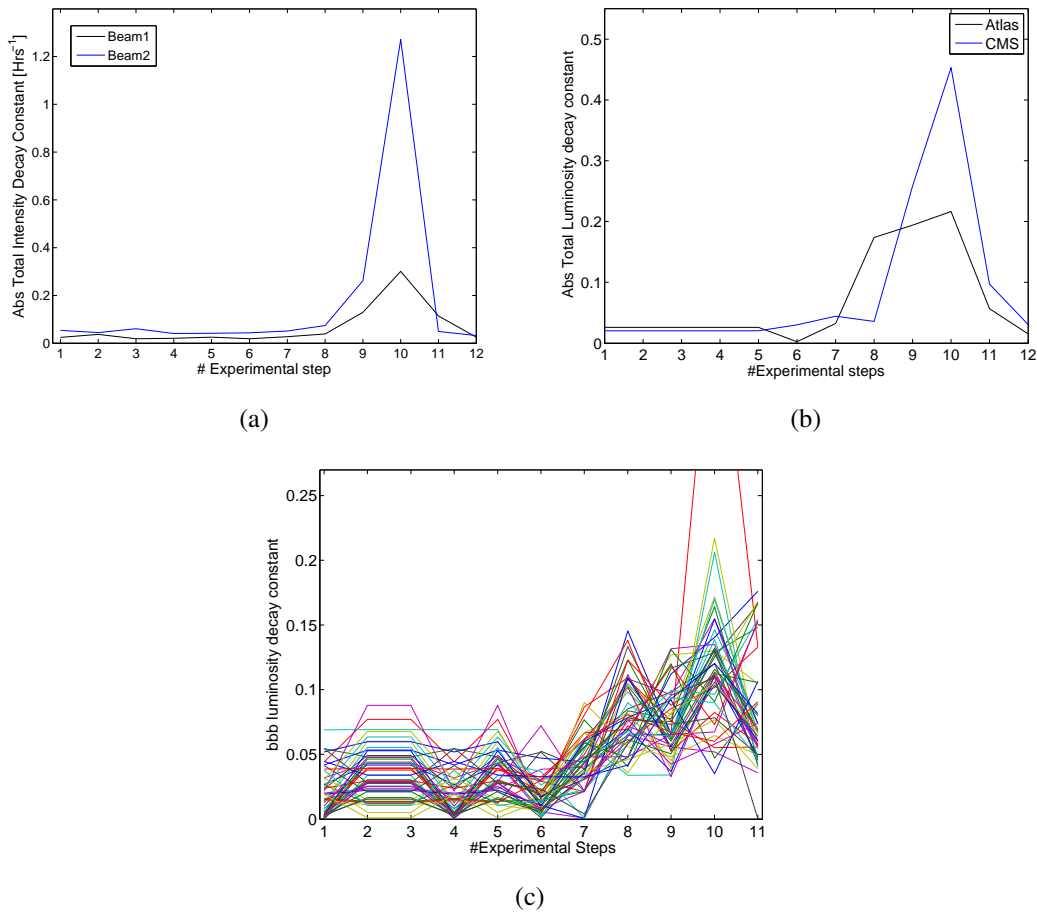 Abs Total Intensity Decay Constant [Hrs⁻¹]
1.2
1
0.8
0.6
0.4
0.2
0
Beam1
Beam2
1 2 3 4 5 6 7 8 9 10 11 12
# Experimental step
(a)
Abs Total Luminosity decay constant
0.5
0.4
0.3
0.2
0.1
0
Atlas
CMS
1 2 3 4 5 6 7 8 9 10 11 12
#Experimental steps
(b)
bbb luminosity decay constant
0.25
0.2
0.15
0.1
0.05
0
1 2 3 4 5 6 7 8 9 10 11
#Experimental Steps
(c)